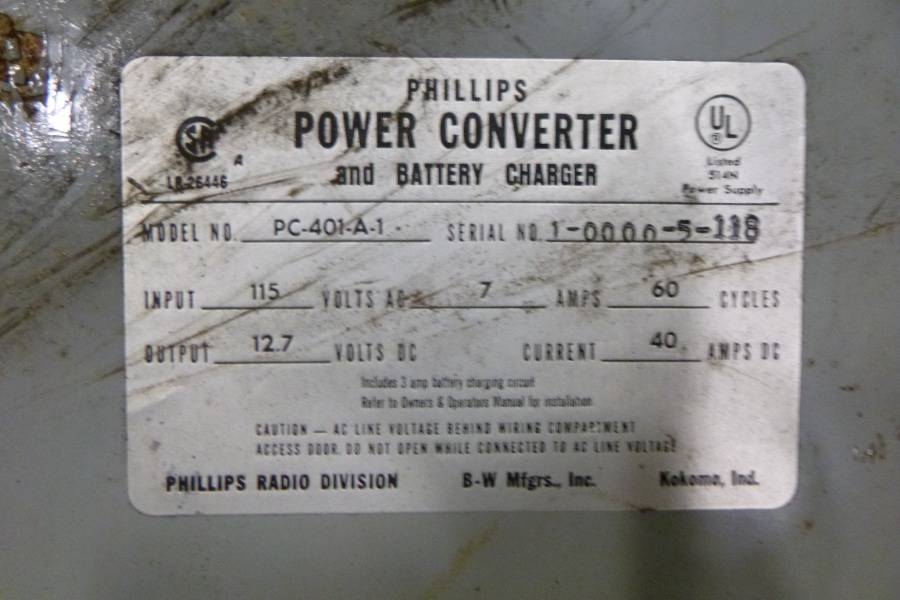 PHILLIPS
POWER CONVERTER
and BATTERY CHARGER
SA
A
LR 26446
UL
®
Listed
514N
Power Supply
MODEL NO. PC-401-A-1 SERIAL NO. 1-0000-5-118
INPUT 115 VOLTS AC 7 AMPS 60 CYCLES
OUTPUT 12.7 VOLTS DC CURRENT 40 AMPS DC
Includes 3 amp battery charging circuit
Refer to Owners & Operators Manual for installation
CAUTION — AC LINE VOLTAGE BEHIND WIRING COMPARTMENT
ACCESS DOOR. DO NOT OPEN WHILE CONNECTED TO AC LINE VOLTAGE
PHILLIPS RADIO DIVISION B-W Mfgrs., Inc. Kokomo, Ind.